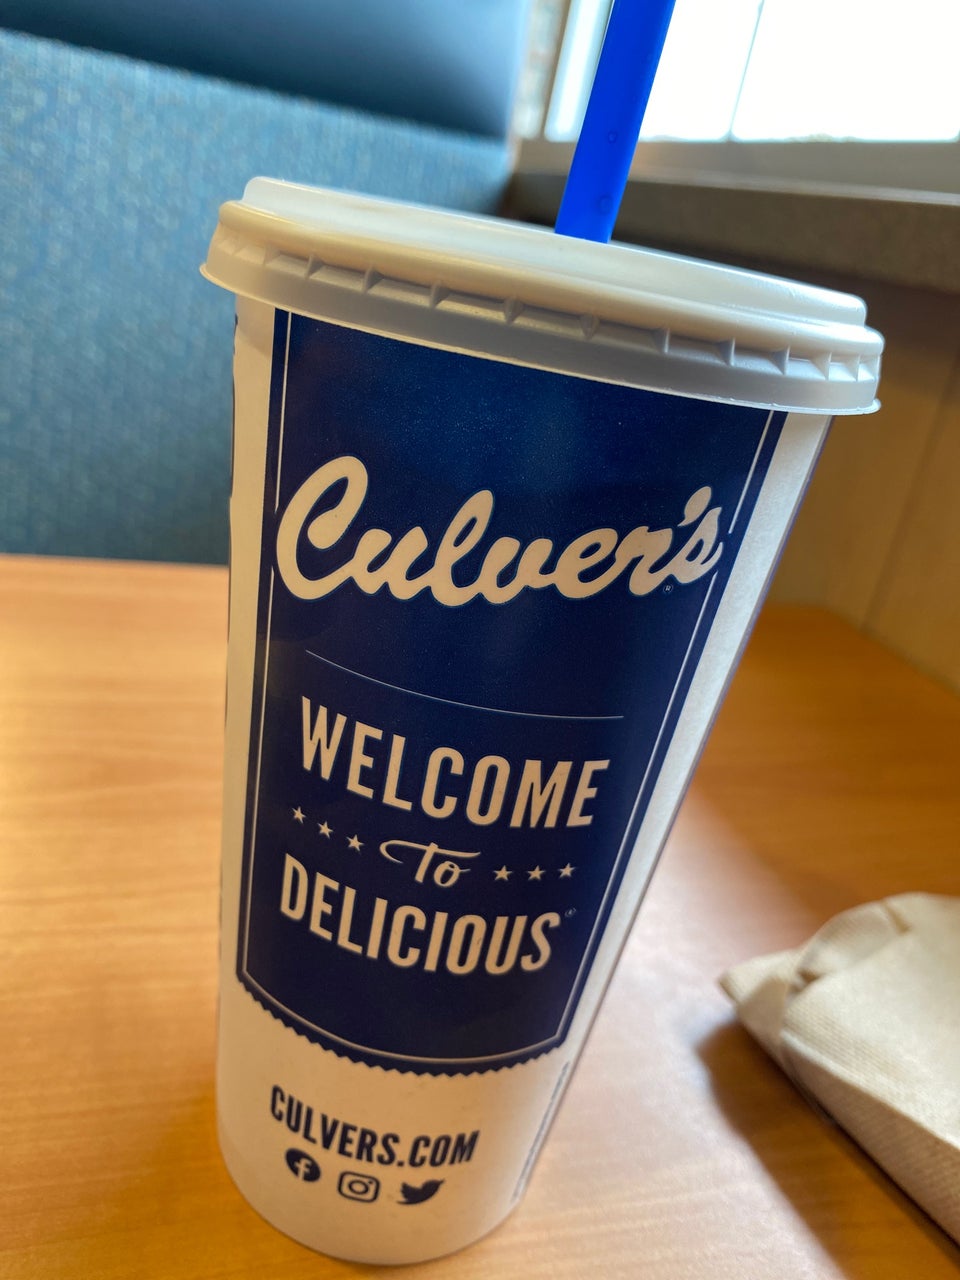 Culver's®
WELCOME
to
DELICIOUS®
CULVERS.COM